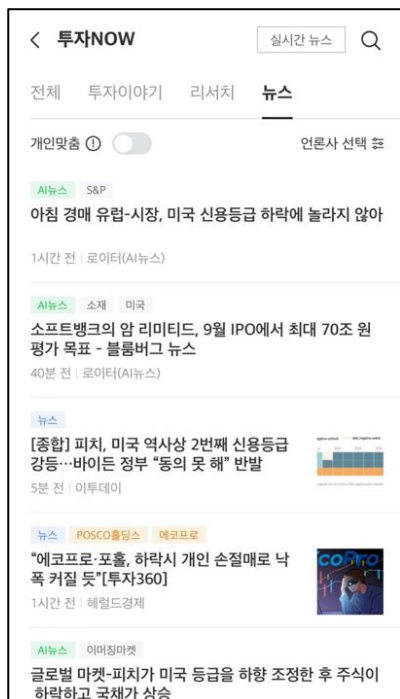 투자NOW
실시간 뉴스
전체 투자이야기 리서치 뉴스
개인맞춤
언론사 선택
AI뉴스 S&P
아침 경매 유럽-시장, 미국 신용등급 하락에 놀라지 않아
1시간 전 | 로이터(AI뉴스)
AI뉴스 소재 미국
소프트뱅크의 암 리미티드, 9월 IPO에서 최대 70조 원
평가 목표 - 블룸버그 뉴스
40분 전 | 로이터(AI뉴스)
뉴스
[종합] 피치, 미국 역사상 2번째 신용등급
강등…바이든 정부 “동의 못 해” 반발
5분 전 | 이투데이
뉴스 POSCO홀딩스 에코프로
“에코프로·포홀, 하락시 개인 손절매로 낙
폭 커질 듯”[투자360]
1시간 전 | 헤럴드경제
coPro
AI뉴스 이머징마켓
글로벌 마켓-피치가 미국 등급을 하향 조정한 후 주식이
하락하고 국채가 상승